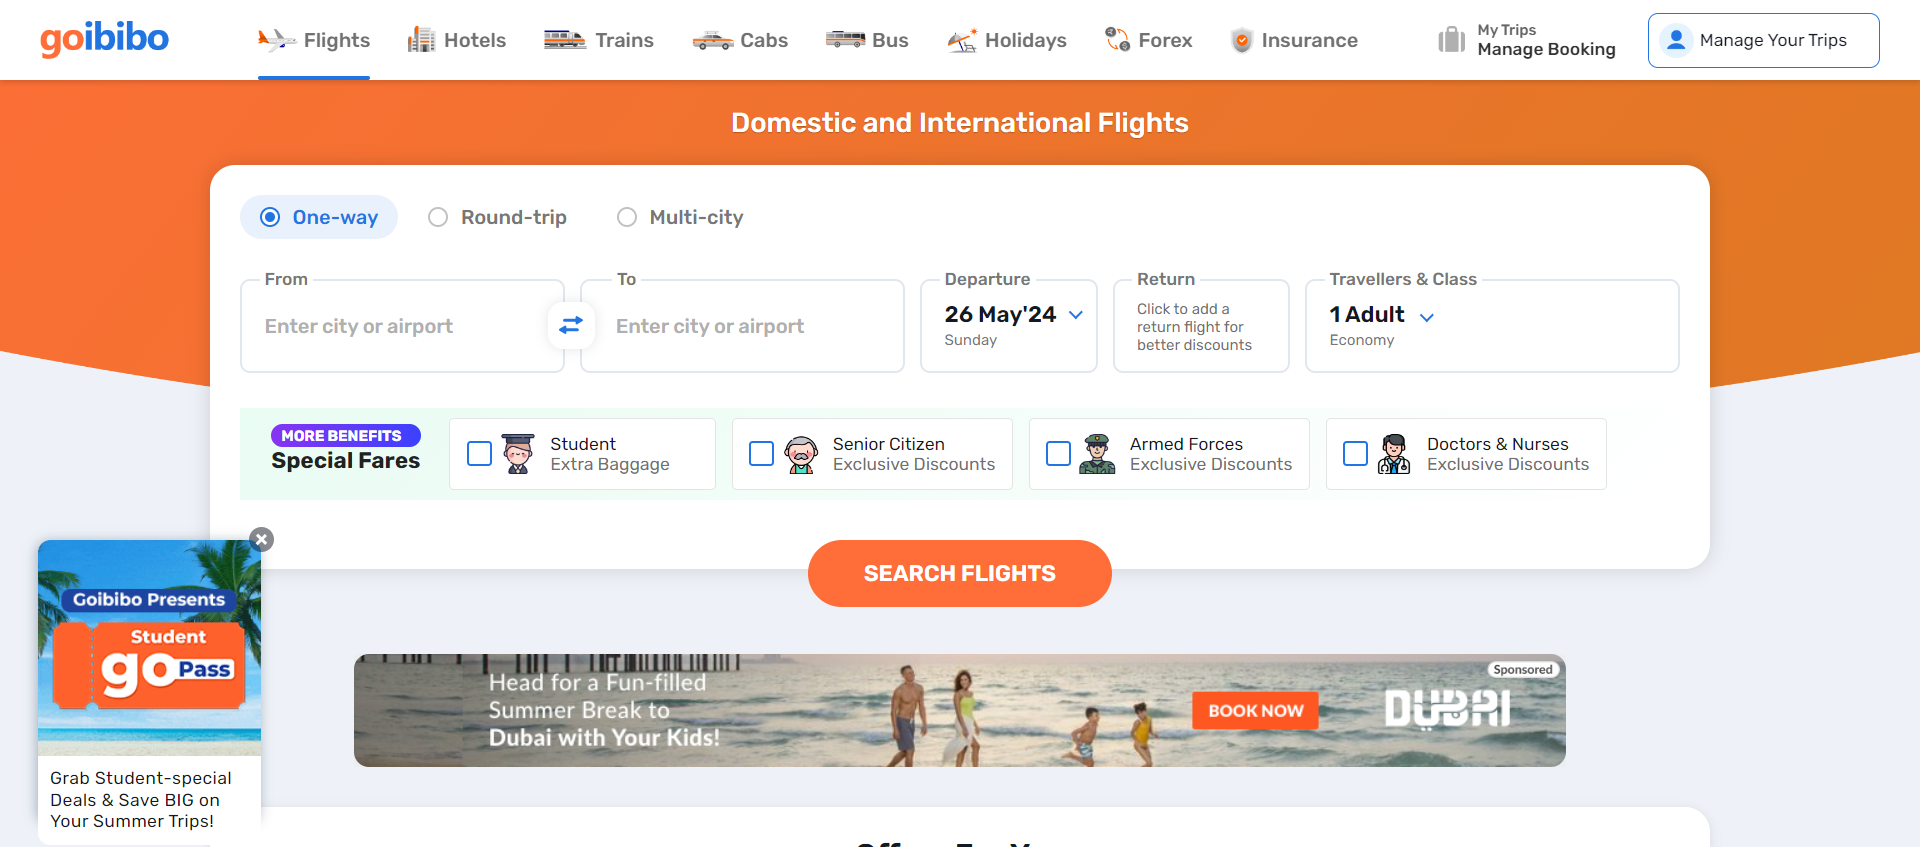 goibibo
Flights
Hotels
Trains
Cabs
Bus
Holidays
Forex
Insurance
My Trips
Manage Booking
Manage Your Trips
Domestic and International Flights
One-way
Round-trip
Multi-city
From
Enter city or airport
To
Enter city or airport
Departure
26 May'24
Sunday
Return
Click to add a
return flight for
better discounts
Travellers & Class
1 Adult
Economy
MORE BENEFITS
Special Fares
Student
Extra Baggage
Senior Citizen
Exclusive Discounts
Armed Forces
Exclusive Discounts
Doctors & Nurses
Exclusive Discounts
SEARCH FLIGHTS
Goibibo Presents
Student
go Pass
Grab Student-special
Deals & Save BIG on
Your Summer Trips!
Head for a Fun-filled
Summer Break to
Dubai with Your Kids!
BOOK NOW
Sponsored
DUBAI